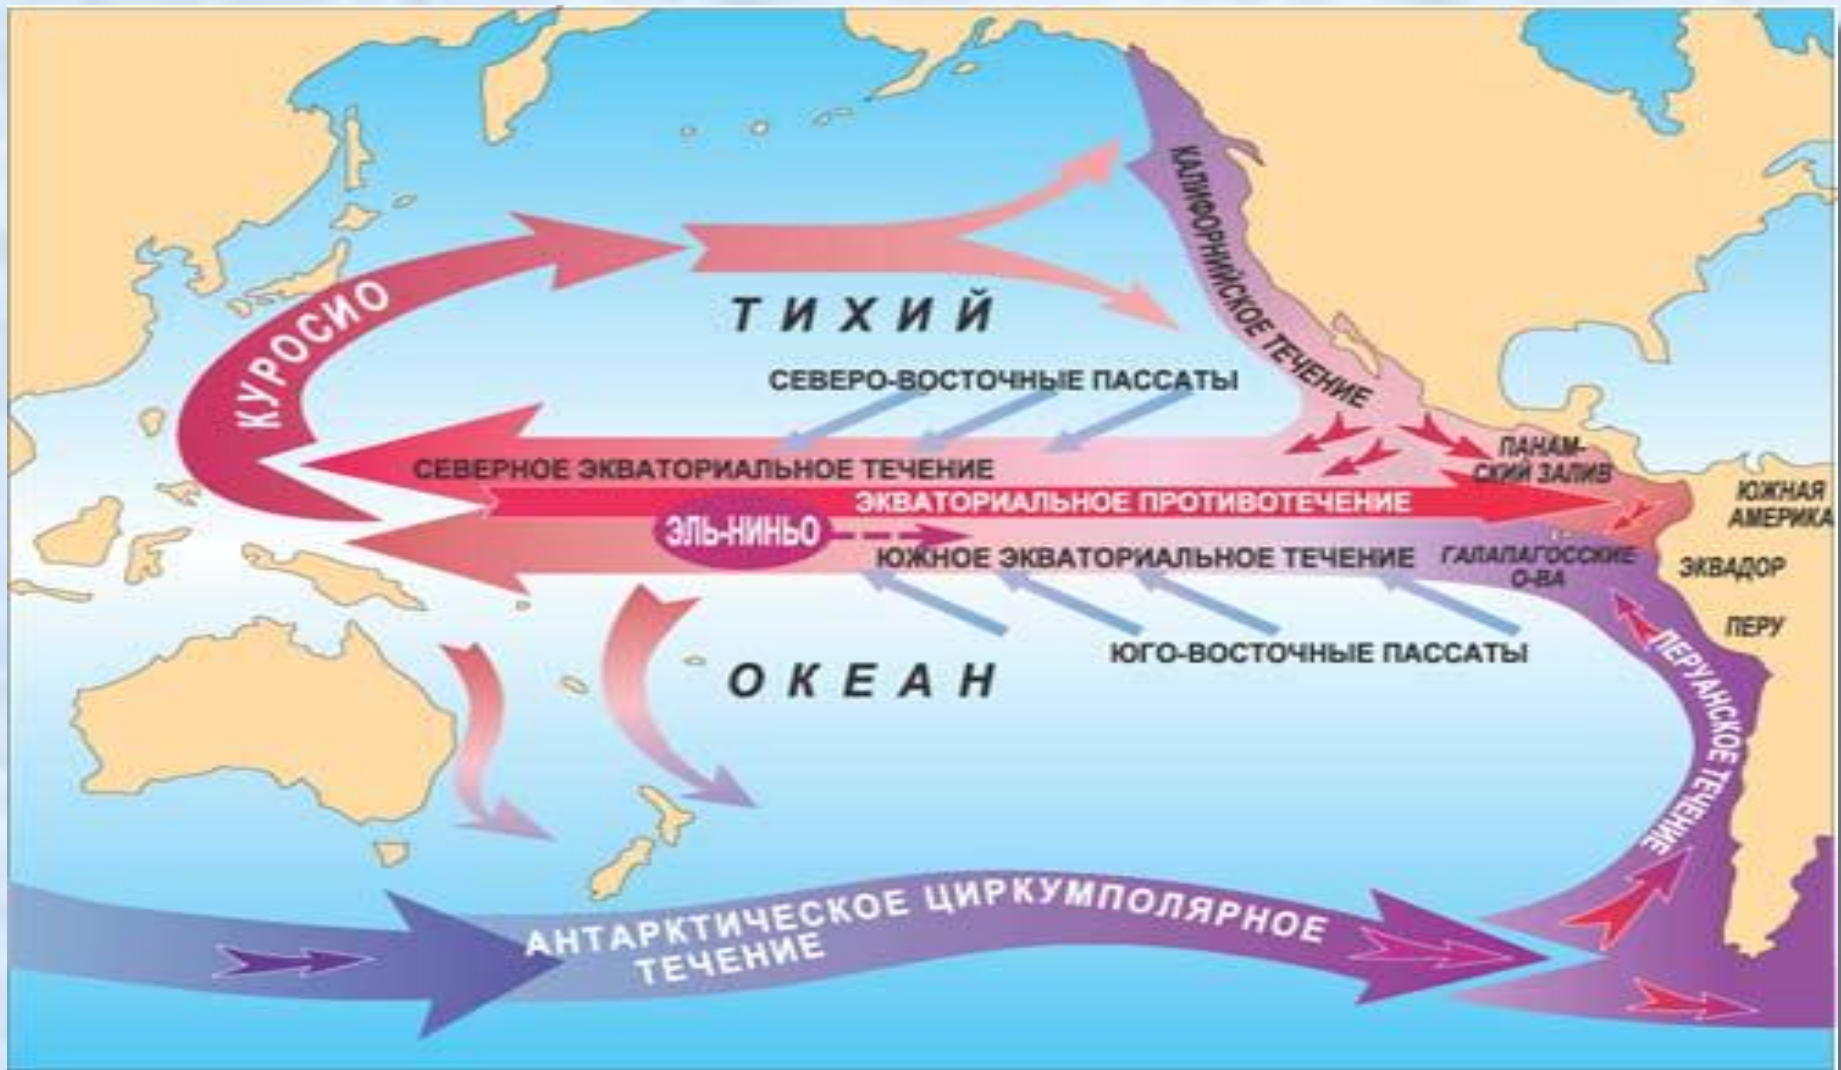 КАЛИФОРНИЙСКОЕ ТЕЧЕНИЕ
КУРОСИО
ТИХИЙ
СЕВЕРО-ВОСТОЧНЫЕ ПАССАТЫ
СЕВЕРНОЕ ЭКВАТОРИАЛЬНОЕ ТЕЧЕНИЕ
ПАНАМ-
СКИЙ ЗАЛИВ
ЭКВАТОРИАЛЬНОЕ ПРОТИВОТЕЧЕНИЕ
ЮЖНАЯ
АМЕРИКА
ЭЛЬ-НИНЬО
ЮЖНОЕ ЭКВАТОРИАЛЬНОЕ ТЕЧЕНИЕ
ГАЛАПАГОССКИЕ
О-ВА
ЭКВАДОР
ПЕРУ
ЮГО-ВОСТОЧНЫЕ ПАССАТЫ
ОКЕАН
ПЕРУАНСКОЕ ТЕЧЕНИЕ
АНТАРКТИЧЕСКОЕ ЦИРКУМПОЛЯРНОЕ
ТЕЧЕНИЕ